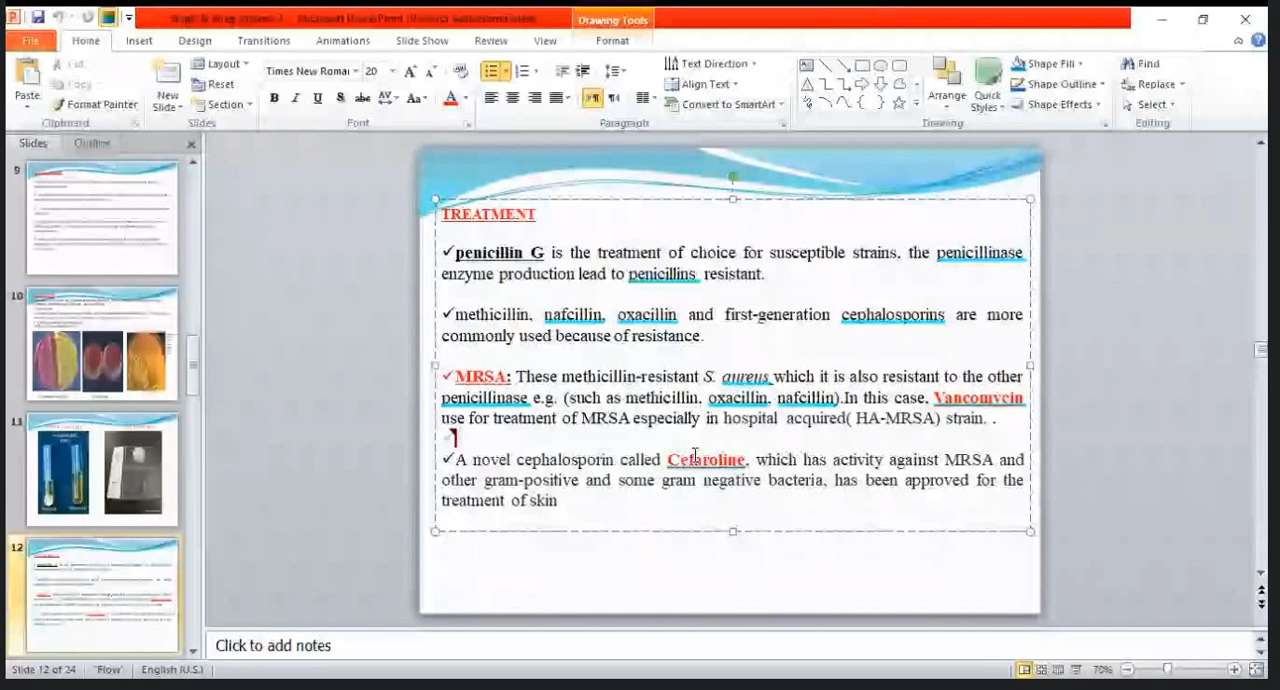 Drawing Tools
File Home Insert Design Transitions Animations Slide Show Review View Format
Paste
Cut
Copy
Format Painter
Clipboard
New Slide
Layout
Reset
Section
Slides
Times New Roma 20
Font
Text Direction
Align Text
Convert to SmartArt
Paragraph
Arrange
Quick Styles
Shape Fill
Shape Outline
Shape Effects
Drawing
Find
Replace
Select
Editing
Slides Outline
9
10
11
12
TREATMENT
✓penicillin G is the treatment of choice for susceptible strains, the penicillinase
enzyme production lead to penicillins resistant.
✓methicillin, nafcillin, oxacillin and first-generation cephalosporins are more
commonly used because of resistance.
✓MRSA: These methicillin-resistant S. aureus which it is also resistant to the other
penicillinase e.g. (such as methicillin, oxacillin, nafcillin).In this case, Vancomycin
use for treatment of MRSA especially in hospital acquired( HA-MRSA) strain. .
✓A novel cephalosporin called Ceftaroline, which has activity against MRSA and
other gram-positive and some gram negative bacteria, has been approved for the
treatment of skin
Click to add notes
Slide 12 of 24 "Flow" English (U.S.) 70%